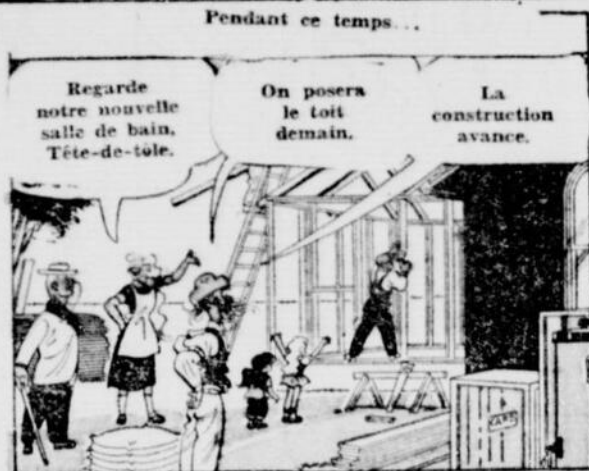 Pendant ce temps...
Regarde
notre nouvelle
salle de bain,
Tête-de-tôle.
On posera
le toit
demain.
La
construction
avance.